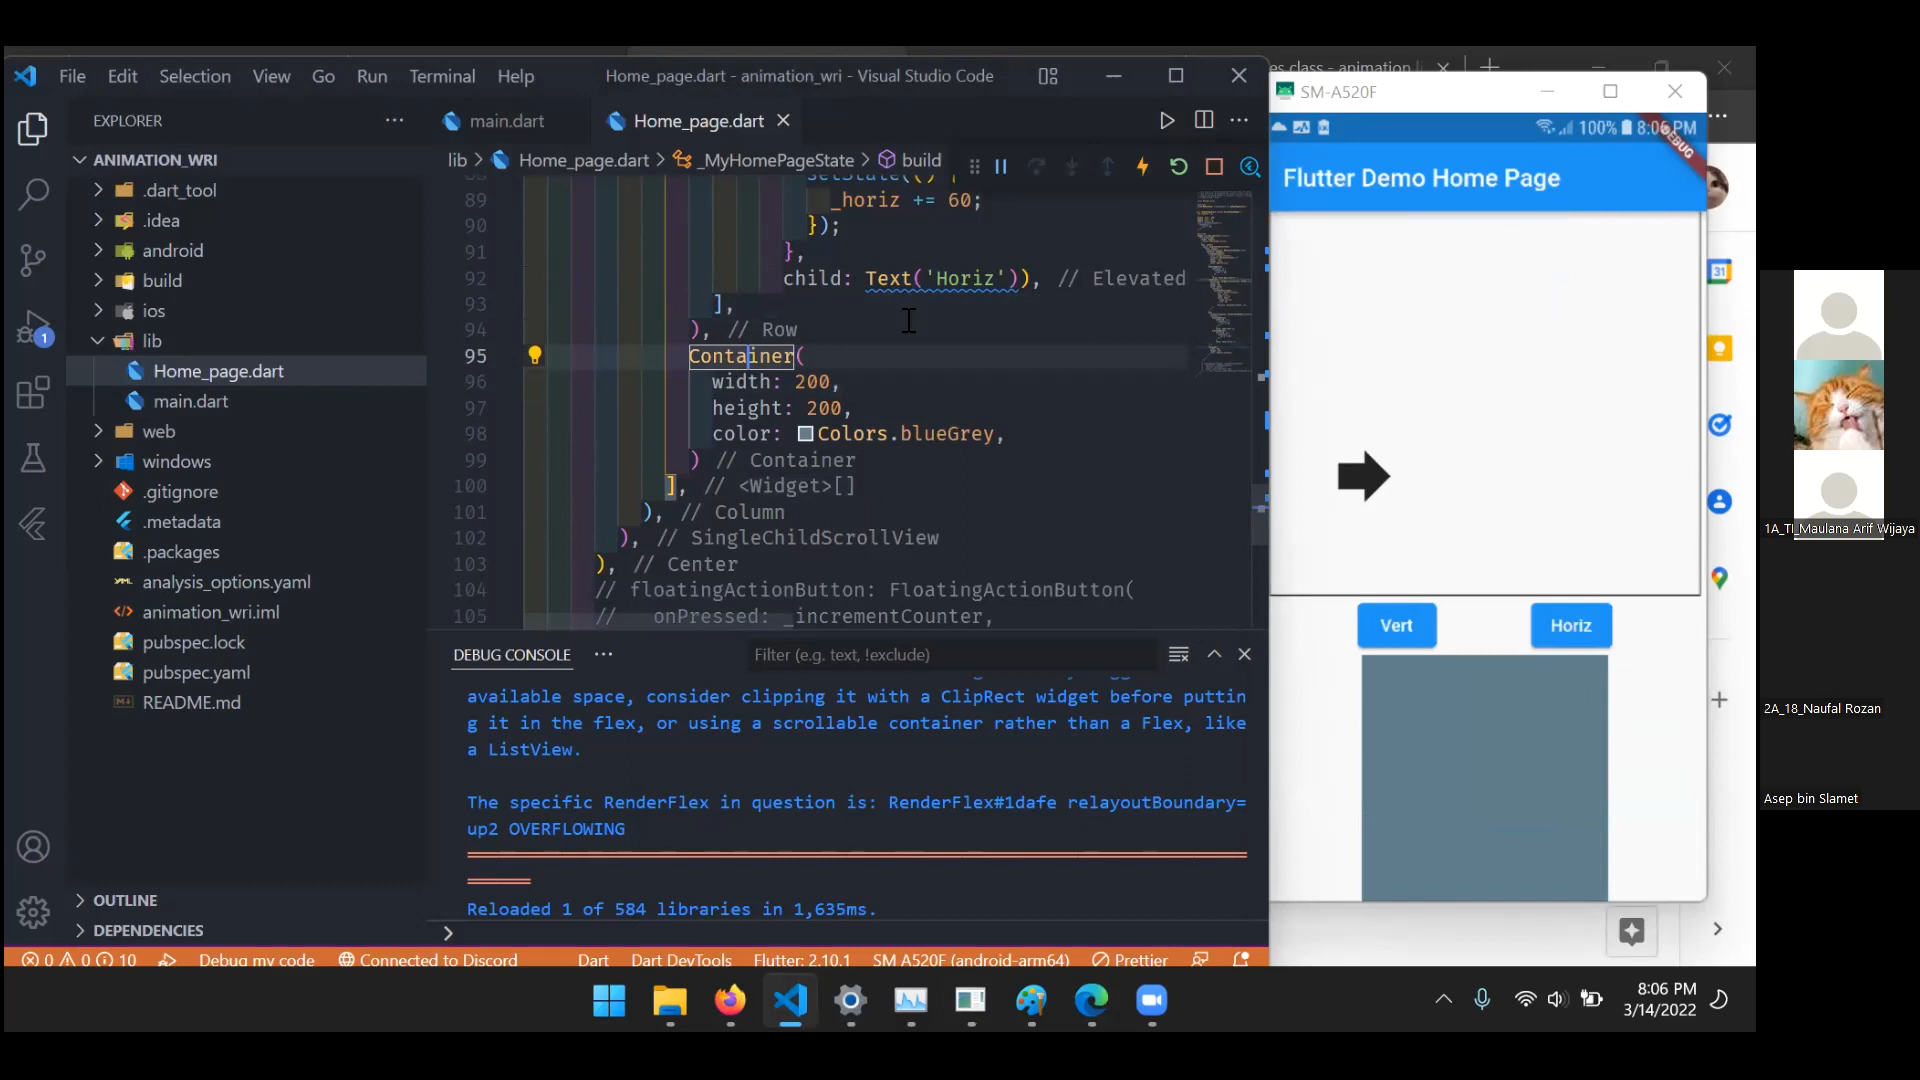 File Edit Selection View Go Run Terminal Help
Home_page.dart - animation_wri - Visual Studio Code
EXPLORER
ANIMATION_WRI
.dart_tool
.idea
android
build
ios
lib
Home_page.dart
main.dart
web
windows
.gitignore
.metadata
.packages
analysis_options.yaml
animation_wri.iml
pubspec.lock
pubspec.yaml
README.md
OUTLINE
DEPENDENCIES
1
main.dart
Home_page.dart
lib > Home_page.dart > _MyHomePageState > build
setState(() {
89 _horiz += 60;
90 });
91 },
92 child: Text('Horiz')), // Elevated
93 ],
94 ), // Row
95 Container(
96 width: 200,
97 height: 200,
98 color: Colors.blueGrey,
99 ) // Container
100 ], // <Widget>[]
101 ), // Column
102 ), // SingleChildScrollView
103 ), // Center
104 // floatingActionButton: FloatingActionButton(
105 // onPressed: _incrementCounter,
DEBUG CONSOLE
Filter (e.g. text, !exclude)
available space, consider clipping it with a ClipRect widget before puttin
g it in the flex, or using a scrollable container rather than a Flex, like
a ListView.
The specific RenderFlex in question is: RenderFlex#1dafe relayoutBoundary=
up2 OVERFLOWING
Reloaded 1 of 584 libraries in 1,635ms.
0 0 10 Debug my code Connected to Discord Dart Dart DevTools Flutter: 2.10.1 SM A520F (android-arm64) Prettier
es class - animation
SM-A520F
100% 8:06 PM
DEBUG
Flutter Demo Home Page
Vert
Horiz
31
1A_TI_Maulana Arif Wijaya
2A_18_Naufal Rozan
Asep bin Slamet
8:06 PM
3/14/2022